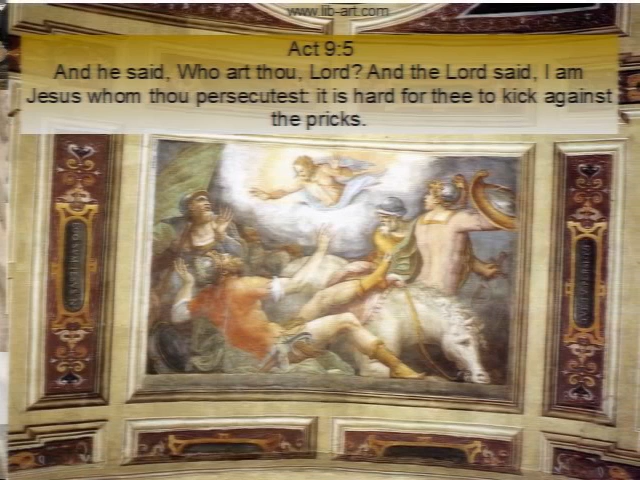 www.lib-art.com
Act 9:5
And he said, Who art thou, Lord? And the Lord said, I am
Jesus whom thou persecutest: it is hard for thee to kick against
the pricks.